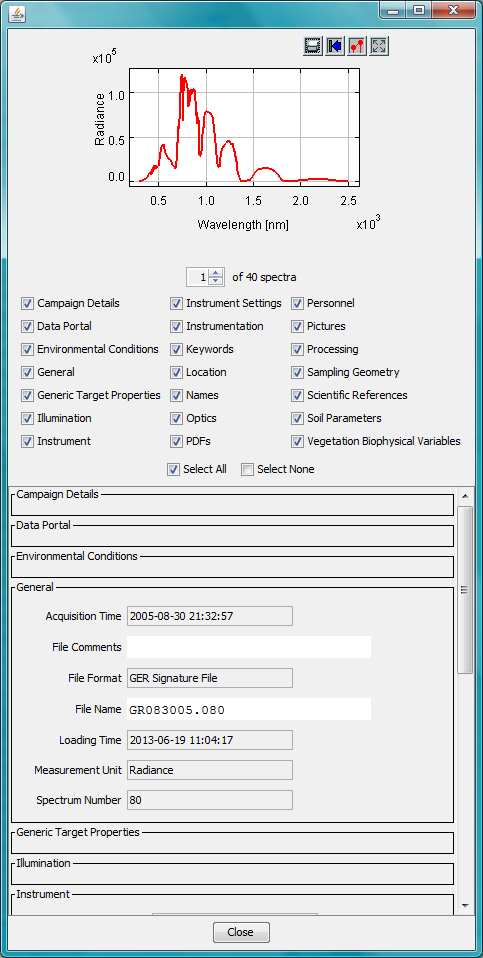 x10⁵
1.0
0.5
0.0
Radiance
0.5 1.0 1.5 2.0 2.5
Wavelength [nm]
x10³
1 of 40 spectra
Campaign Details Instrument Settings Personnel
Data Portal Instrumentation Pictures
Environmental Conditions Keywords Processing
General Location Sampling Geometry
Generic Target Properties Names Scientific References
Illumination Optics Soil Parameters
Instrument PDFs Vegetation Biophysical Variables
Select All Select None
Campaign Details
Data Portal
Environmental Conditions
General
Acquisition Time 2005-08-30 21:32:57
File Comments
File Format GER Signature File
File Name GR083005.080
Loading Time 2013-06-19 11:04:17
Measurement Unit Radiance
Spectrum Number 80
Generic Target Properties
Illumination
Instrument
Close